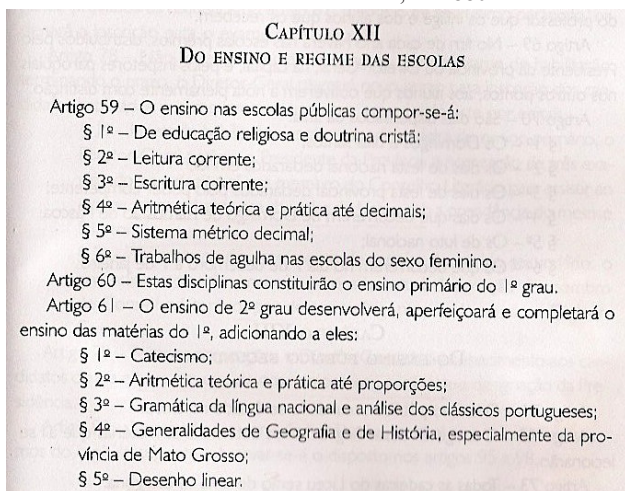 CAPÍTULO XII
DO ENSINO E REGIME DAS ESCOLAS
Artigo 59 – O ensino nas escolas públicas compor-se-á:
§ 1º – De educação religiosa e doutrina cristã;
§ 2º – Leitura corrente;
§ 3º – Escritura corrente;
§ 4º – Aritmética teórica e prática até decimais;
§ 5º – Sistema métrico decimal;
§ 6º – Trabalhos de agulha nas escolas do sexo feminino.
Artigo 60 – Estas disciplinas constituirão o ensino primário do 1º grau.
Artigo 61 – O ensino de 2º grau desenvolverá, aperfeiçoará e completará o
ensino das matérias do 1º, adicionando a eles:
§ 1º – Catecismo;
§ 2º – Aritmética teórica e prática até proporções;
§ 3º – Gramática da língua nacional e análise dos clássicos portugueses;
§ 4º – Generalidades de Geografia e de História, especialmente da pro-
víncia de Mato Grosso;
§ 5º – Desenho linear.